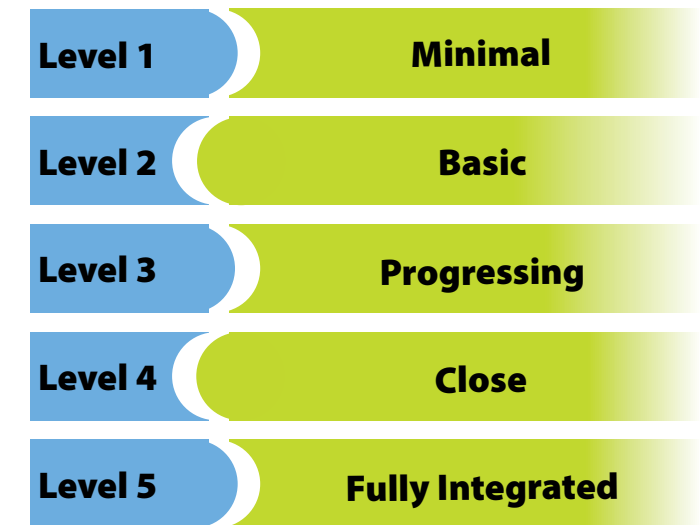 Level 1 Minimal
Level 2 Basic
Level 3 Progressing
Level 4 Close
Level 5 Fully Integrated